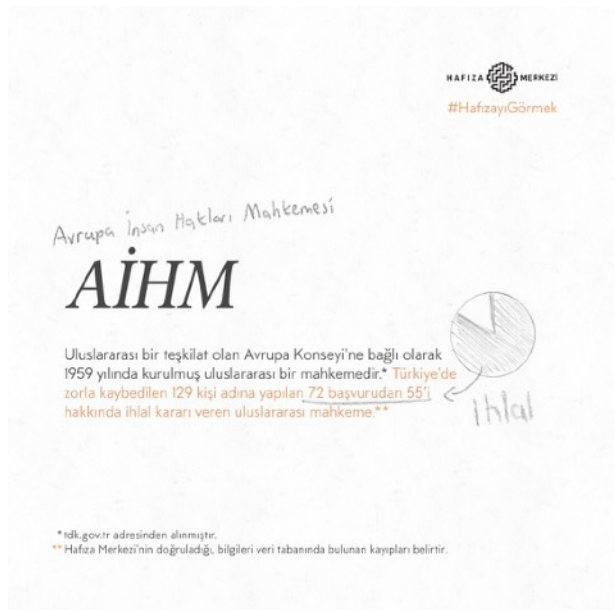 HAFIZA MERKEZİ
#HafızayıGörmek
Avrupa İnsan Hakları Mahkemesi
AİHM
Uluslararası bir teşkilat olan Avrupa Konseyi'ne bağlı olarak
1959 yılında kurulmuş uluslararası bir mahkemedir.* Türkiye'de
zorla kaybedilen 129 kişi adına yapılan 72 başvurudan 55'i
hakkında ihlal kararı veren uluslararası mahkeme.**
ihlal
* tdk.gov.tr adresinden alınmıştır.
** Hafıza Merkezi'nin doğruladığı, bilgileri veri tabanında bulunan kayıpları belirtir.